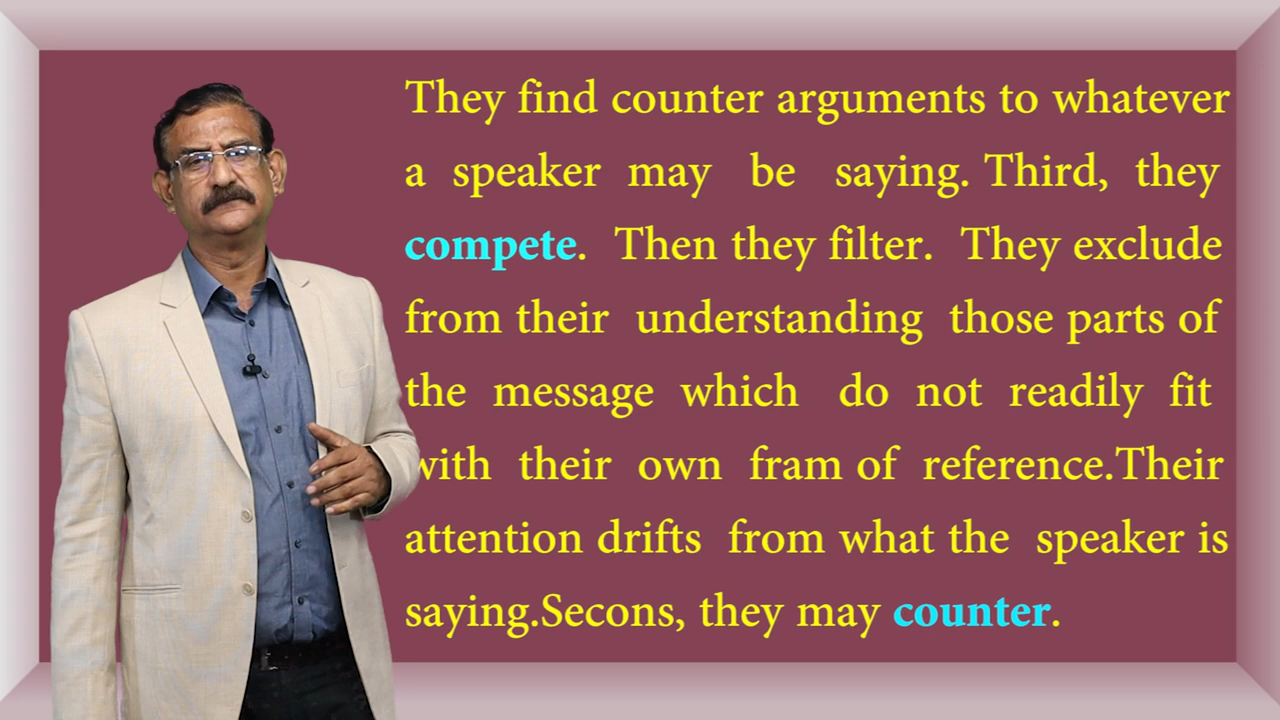 They find counter arguments to whatever
a speaker may be saying. Third, they
compete. Then they filter. They exclude
from their understanding those parts of
the message which do not readily fit
with their own fram of reference.Their
attention drifts from what the speaker is
saying.Secons, they may counter.